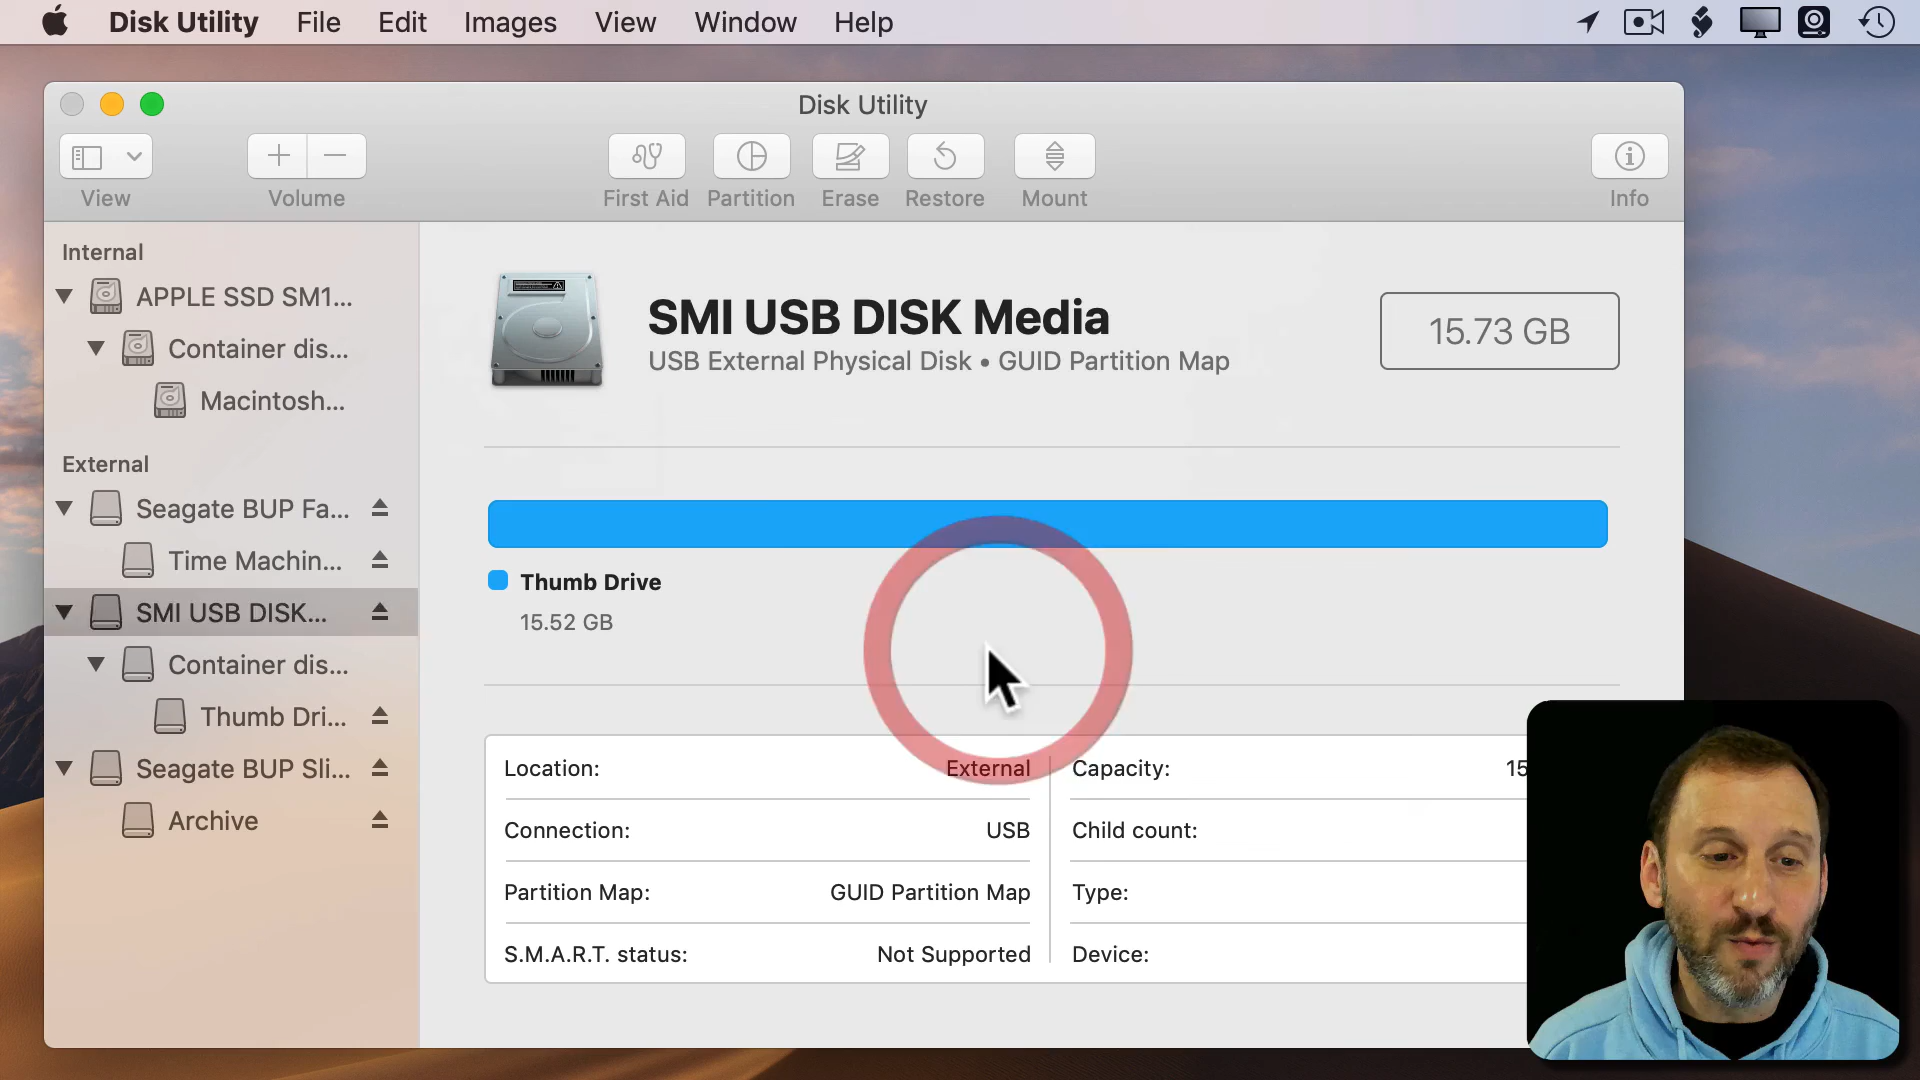 Disk Utility File Edit Images View Window Help
Disk Utility
View Volume First Aid Partition Erase Restore Mount Info
Internal
APPLE SSD SM1...
Container dis...
Macintosh...
External
Seagate BUP Fa...
Time Machin...
SMI USB DISK...
Container dis...
Thumb Dri...
Seagate BUP Sli...
Archive
SMI USB DISK Media
USB External Physical Disk • GUID Partition Map
15.73 GB
Thumb Drive
15.52 GB
Location: External
Connection: USB
Partition Map: GUID Partition Map
S.M.A.R.T. status: Not Supported
Capacity: 15
Child count:
Type:
Device: